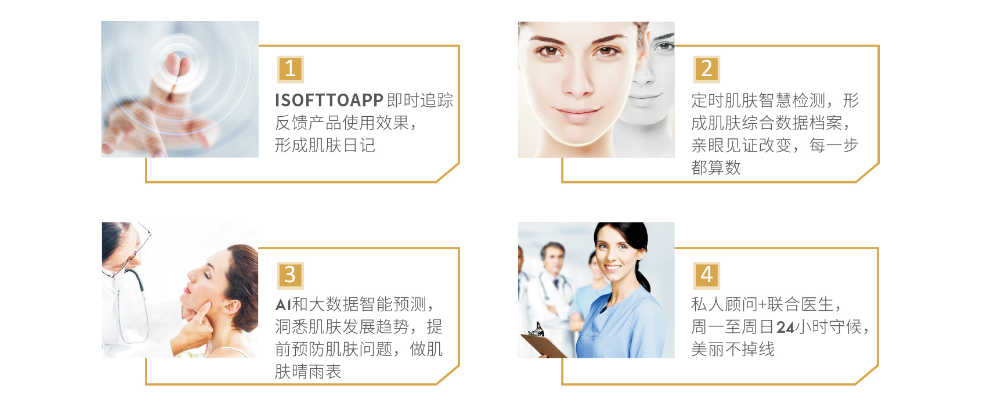 1
ISOFTTOAPP 即时追踪
反馈产品使用效果，
形成肌肤日记
2
定时肌肤智慧检测，形
成肌肤综合数据档案，
亲眼见证改变，每一步
都算数
3
AI和大数据智能预测，
洞悉肌肤发展趋势，提
前预防肌肤问题，做肌
肤晴雨表
4
私人顾问+联合医生，
周一至周日24小时守候，
美丽不掉线